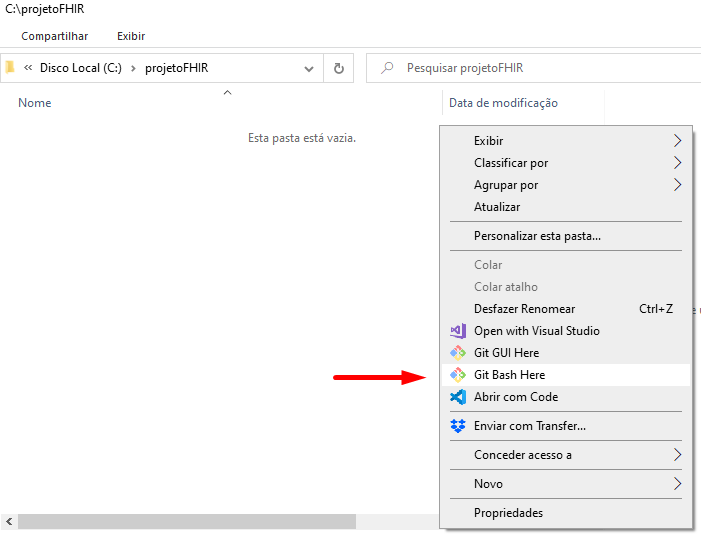 C:\projetoFHIR
Compartilhar Exibir
« Disco Local (C:) > projetoFHIR Pesquisar projetoFHIR
Nome Data de modificação
Esta pasta está vazia.
Exibir
Classificar por
Agrupar por
Atualizar
Personalizar esta pasta...
Colar
Colar atalho
Desfazer Renomear Ctrl+Z
Open with Visual Studio
Git GUI Here
Git Bash Here
Abrir com Code
Enviar com Transfer...
Conceder acesso a
Novo
Propriedades